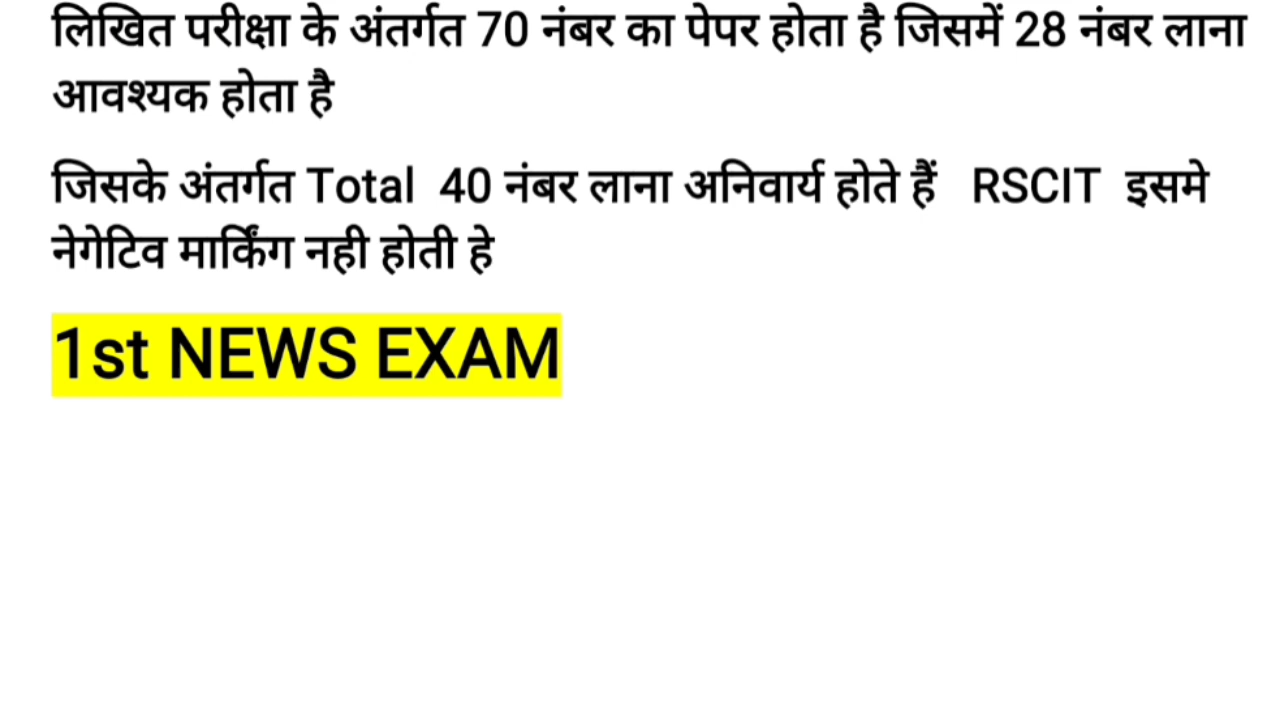 लिखित परीक्षा के अंतर्गत 70 नंबर का पेपर होता है जिसमें 28 नंबर लाना
आवश्यक होता है
जिसके अंतर्गत Total 40 नंबर लाना अनिवार्य होते हैं RSCIT इसमे
नेगेटिव मार्किंग नही होती हे
1st NEWS EXAM